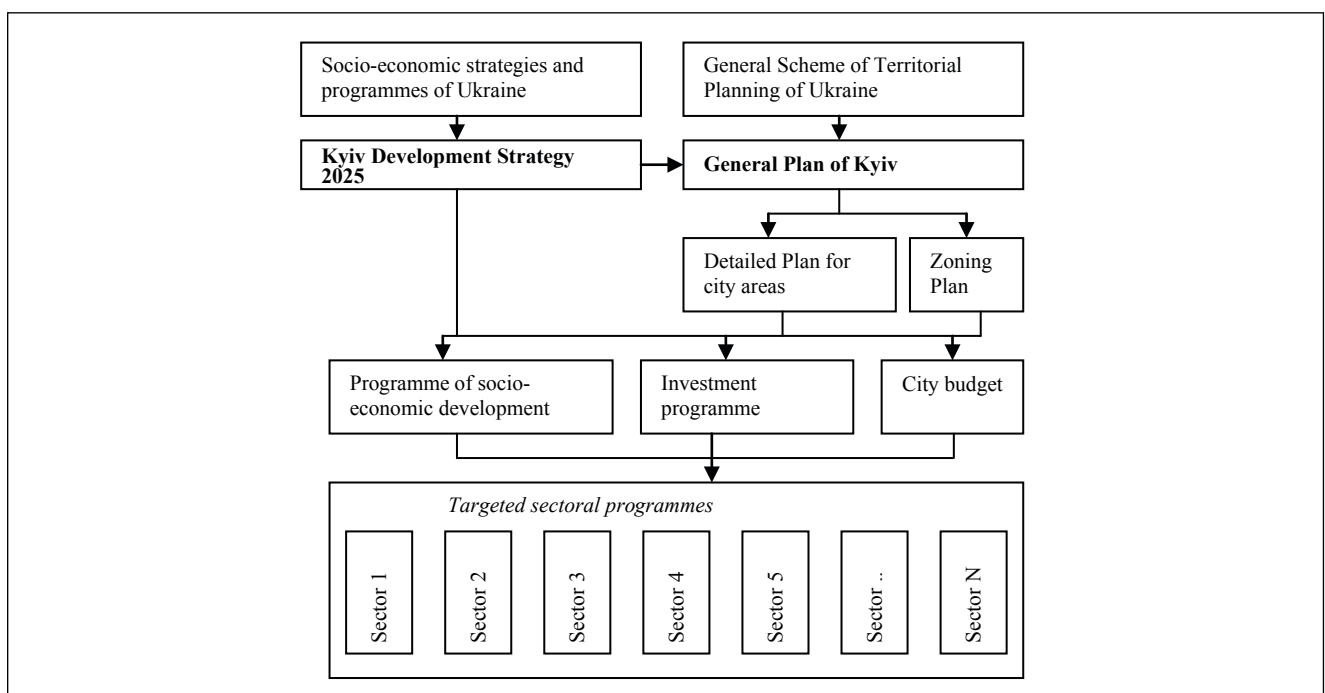 Socio-economic strategies and
programmes of Ukraine
General Scheme of Territorial
Planning of Ukraine
Kyiv Development Strategy
2025
General Plan of Kyiv
Detailed Plan for
city areas
Zoning
Plan
Programme of socio-
economic development
Investment
programme
City budget
Targeted sectoral programmes
Sector 1
Sector 2
Sector 3
Sector 4
Sector 5
Sector ..
Sector N